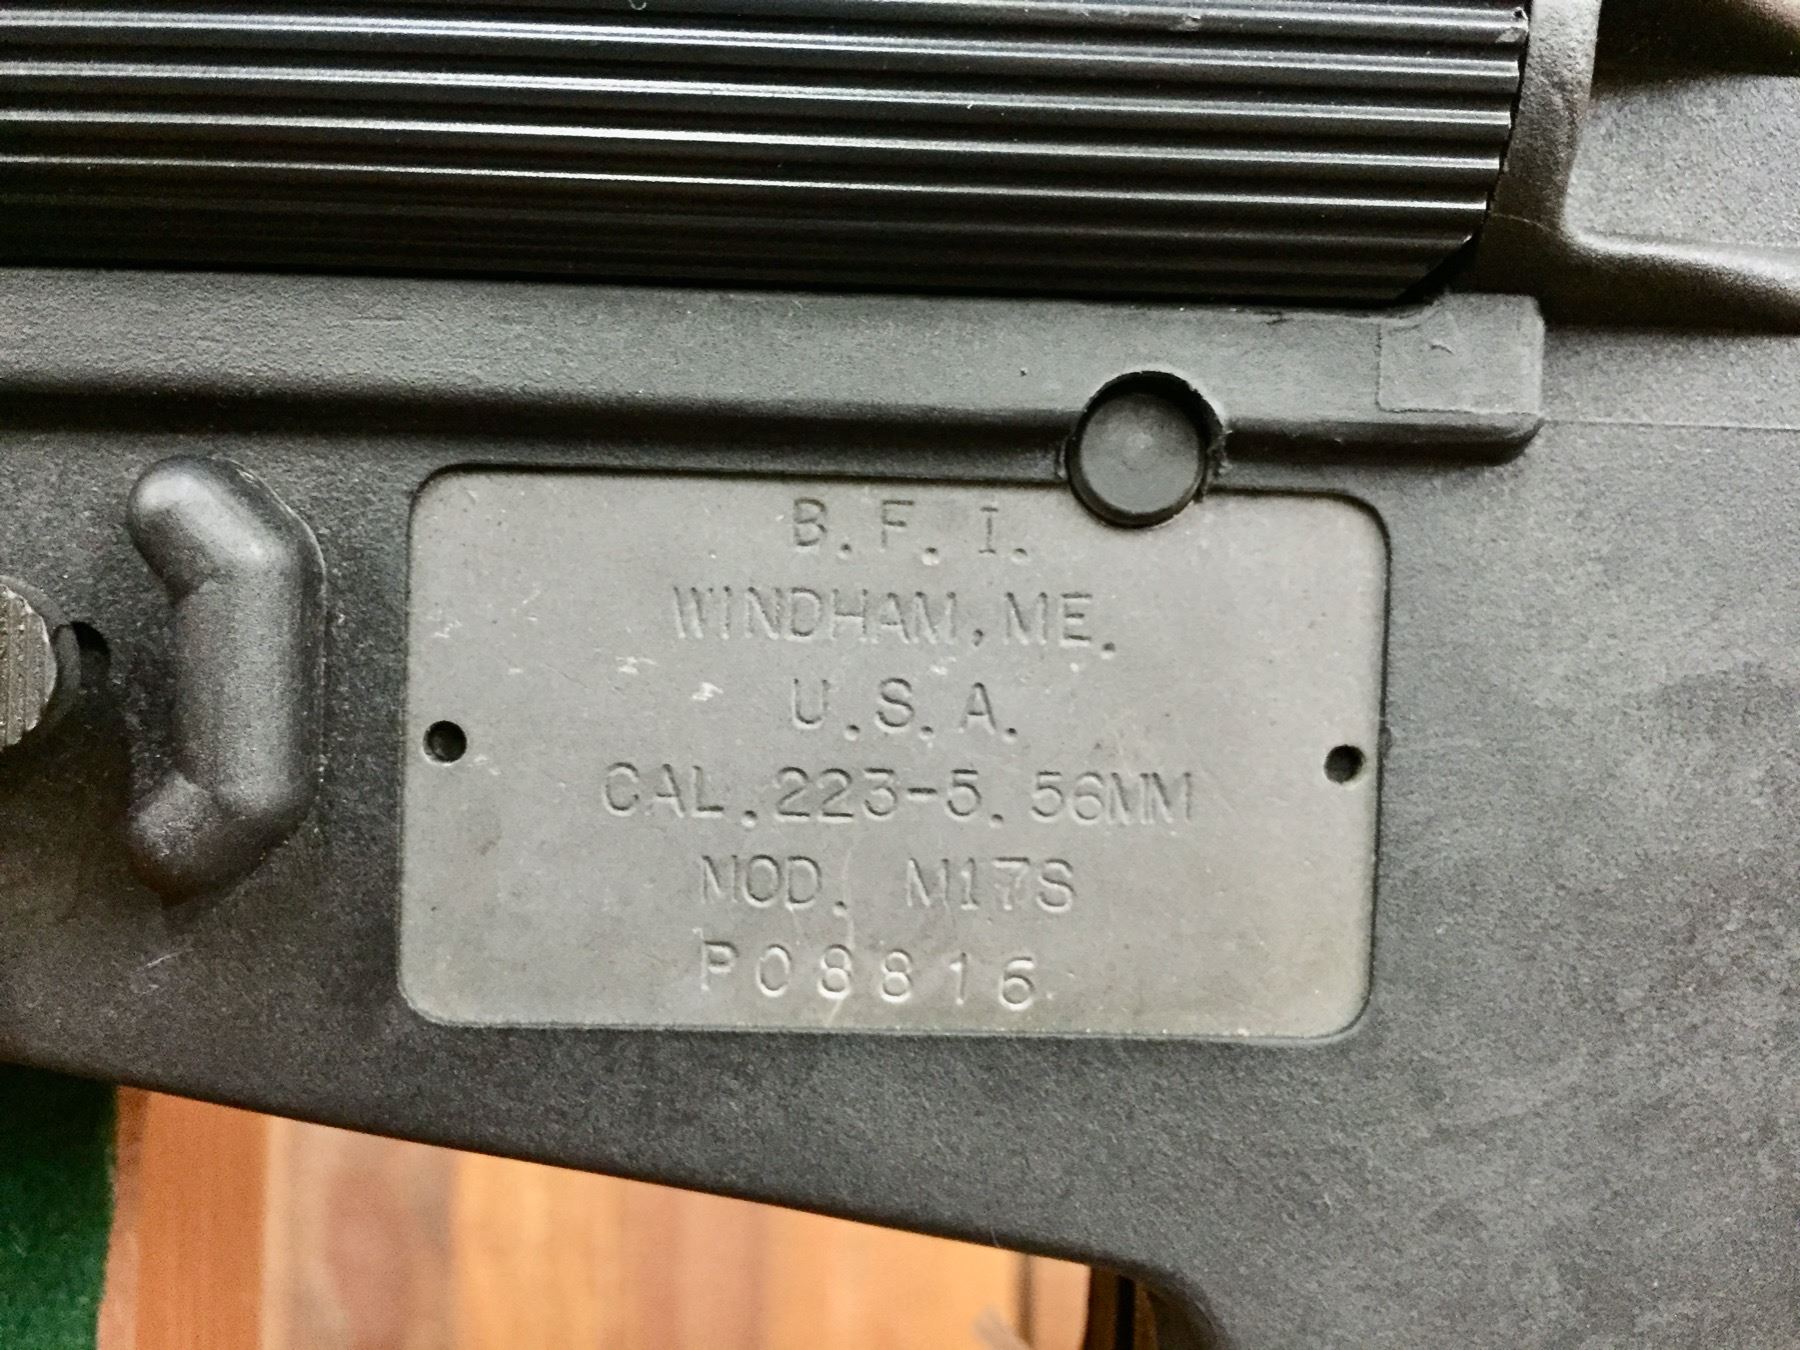 B.F.I.
WINDHAM, ME.
U.S.A.
CAL.223-5.56MM
MOD. M17S
P08816